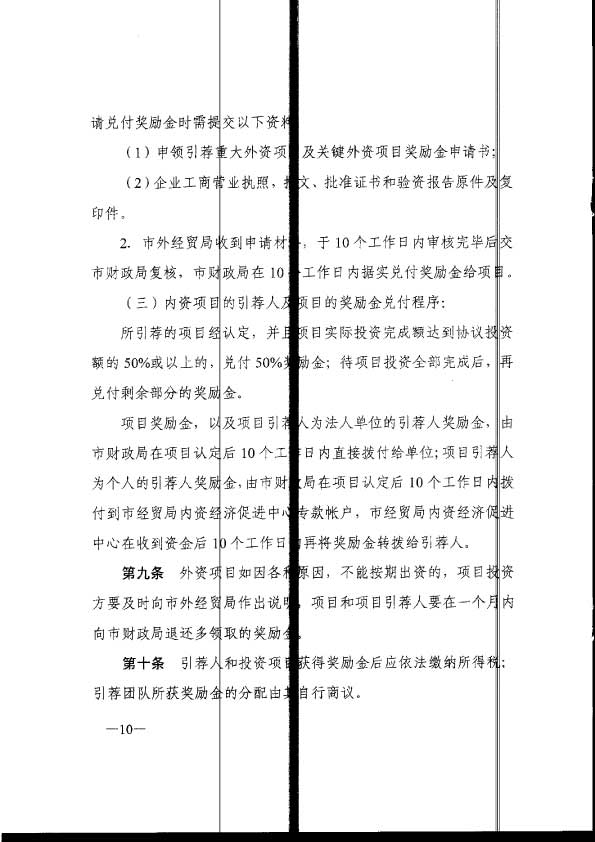 请兑付奖励金时需提交以下资料
（1）申领引荐重大外资项目及关键外资项目奖励金申请书；
（2）企业工商营业执照，批文、批准证书和验资报告原件及复
印件。
2. 市外经贸局收到申请材料，于 10 个工作日内审核完毕后交
市财政局复核。市财政局在 10 个工作日内据实兑付奖励金给项目。
（三）内资项目的引荐人及项目的奖励金兑付程序：
所引荐的项目经认定，并且项目实际投资完成额达到协议投资
额的 50%或以上的，兑付 50%奖励金；待项目投资全部完成后，再
兑付剩余部分的奖励金。
项目奖励金，以及项目引荐人为法人单位的引荐人奖励金，由
市财政局在项目认定后 10 个工作日内直接拨付给单位；项目引荐人
为个人的引荐人奖励金，由市财政局在项目认定后 10 个工作日内拨
付到市经贸局内资经济促进中心专款帐户，市经贸局内资经济促进
中心在收到资金后 10 个工作日内再将奖励金转拨给引荐人。
第九条 外资项目如因各种原因，不能按期出资的，项目投资
方要及时向市外经贸局作出说明，项目和项目引荐人要在一个月内
向市财政局退还多领取的奖励金。
第十条 引荐人和投资项目获得奖励金后应依法缴纳所得税；
引荐团队所获奖励金的分配由其自行商议。
—10—